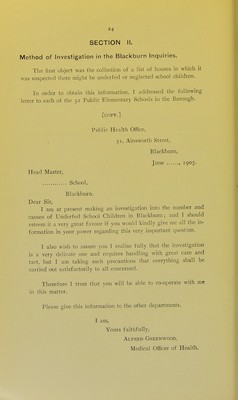 24
SECTION II.
Method of Investigation in the Blackburn Inquiries.
The first object was the collection of a list of houses in which it
was suspected there might be underfed or neglected school children.
In order to obtain this information, I addressed the following
letter to each of the 52 Public Elementary Schools in the Borough.
[COPY.]
Public Health Office,
31, Ainsworth Street,
Blackburn,
June ......, 1905.
Head Master,
............ School,
Blackburn.
Dear Sir,
I am at present making an investigation into the number and
causes of Underfed School Children in Blackburn; and I should
esteem it a very great favour if you would kindly give me all the in-
formation in your power regarding this very important question.
I also wish to assure you I realise fully that the investigation
is a very delicate one and requires handling with great care and
tact, but I am taking such precautions that everything shall be
carried out satisfactorily to all concerned.
Therefore I trust that you will be able to co-operate with me
in this matter.
Please give this information to the other departments.
I am,
Yours faithfully,
ALFRED GREENWOOD,
Medical Officer of Health.